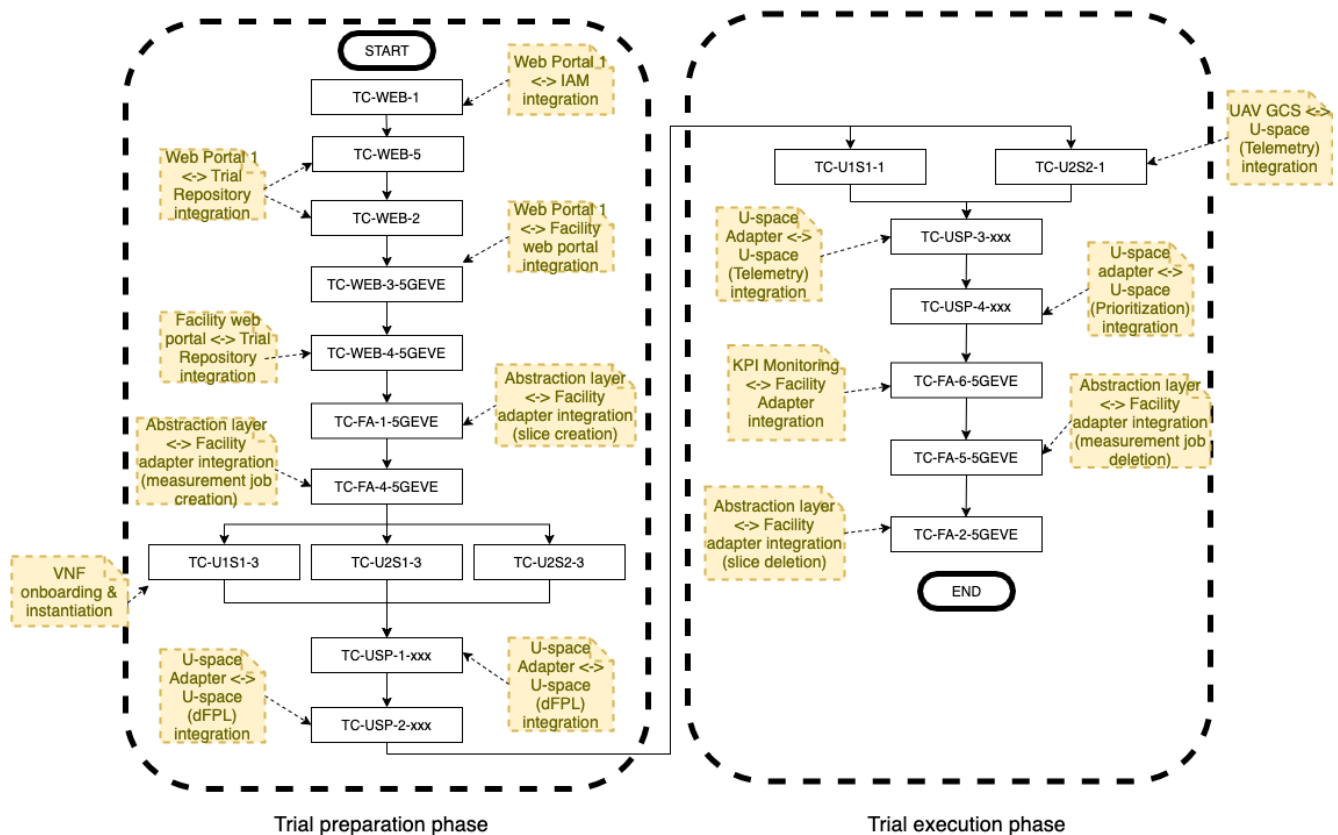 START
Web Portal 1
<-> IAM
integration
TC-WEB-1
Web Portal 1
<-> Trial
Repository
integration
TC-WEB-5
TC-WEB-2
Web Portal 1
<-> Facility
web portal
integration
TC-WEB-3-5GEVE
Facility web
portal <-> Trial
Repository
integration
TC-WEB-4-5GEVE
Abstraction layer
<-> Facility
adapter integration
(slice creation)
TC-FA-1-5GEVE
Abstraction layer
<-> Facility
adapter integration
(measurement job
creation)
TC-FA-4-5GEVE
TC-U1S1-3
TC-U2S1-3
TC-U2S2-3
VNF
onboarding &
instantiation
TC-USP-1-xxx
U-space
Adapter <->
U-space
(dFPL)
integration
U-space
Adapter <->
U-space
(dFPL)
integration
TC-USP-2-xxx
Trial preparation phase
UAV GCS <->
U-space
(Telemetry)
integration
TC-U1S1-1
TC-U2S2-1
U-space
Adapter <->
U-space
(Telemetry)
integration
TC-USP-3-xxx
U-space
adapter <->
U-space
(Prioritization)
integration
TC-USP-4-xxx
KPI Monitoring
<-> Facility
Adapter
integration
TC-FA-6-5GEVE
Abstraction layer
<-> Facility
adapter integration
(measurement job
deletion)
TC-FA-5-5GEVE
Abstraction layer
<-> Facility
adapter integration
(slice deletion)
TC-FA-2-5GEVE
END
Trial execution phase